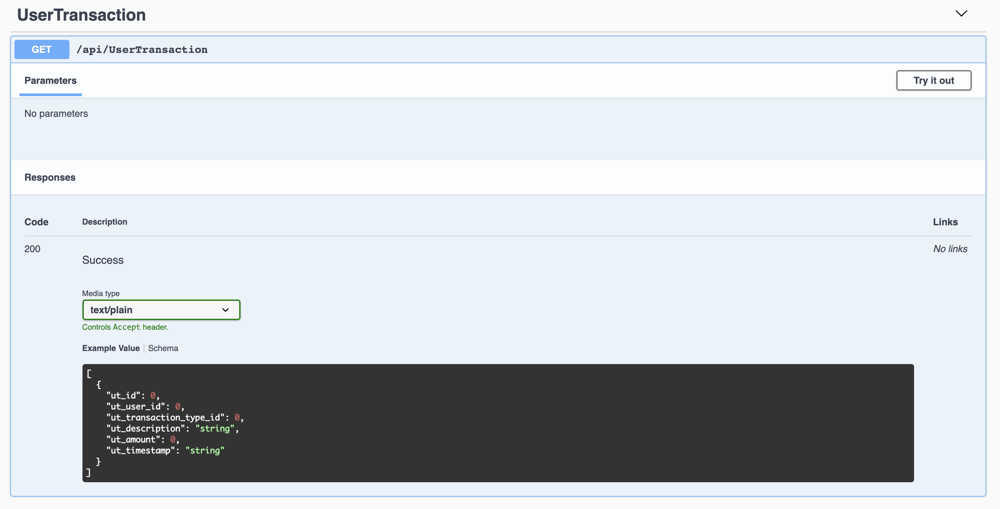 UserTransaction
GET /api/UserTransaction
Parameters Try it out
No parameters
Responses
Code Description Links
200 No links
Success
Media type
text/plain
Controls Accept header.
Example Value Schema
[
  {
    "ut_id": 0,
    "ut_user_id": 0,
    "ut_transaction_type_id": 0,
    "ut_description": "string",
    "ut_amount": 0,
    "ut_timestamp": "string"
  }
]